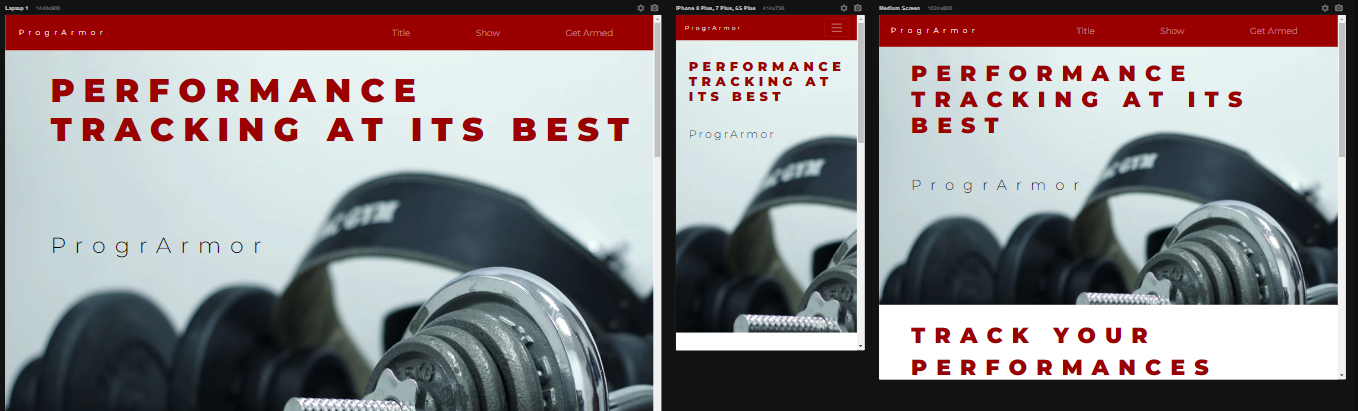 Laptop 1 1440x900
ProgrArmor Title Show Get Armed
PERFORMANCE
TRACKING AT ITS BEST
ProgrArmor
iPhone 8 Plus, 7 Plus, 6S Plus 414x736
ProgrArmor
PERFORMANCE
TRACKING AT
ITS BEST
ProgrArmor
Medium Screen 1024x800
ProgrArmor Title Show Get Armed
PERFORMANCE
TRACKING AT ITS
BEST
ProgrArmor
TRACK YOUR
PERFORMANCES